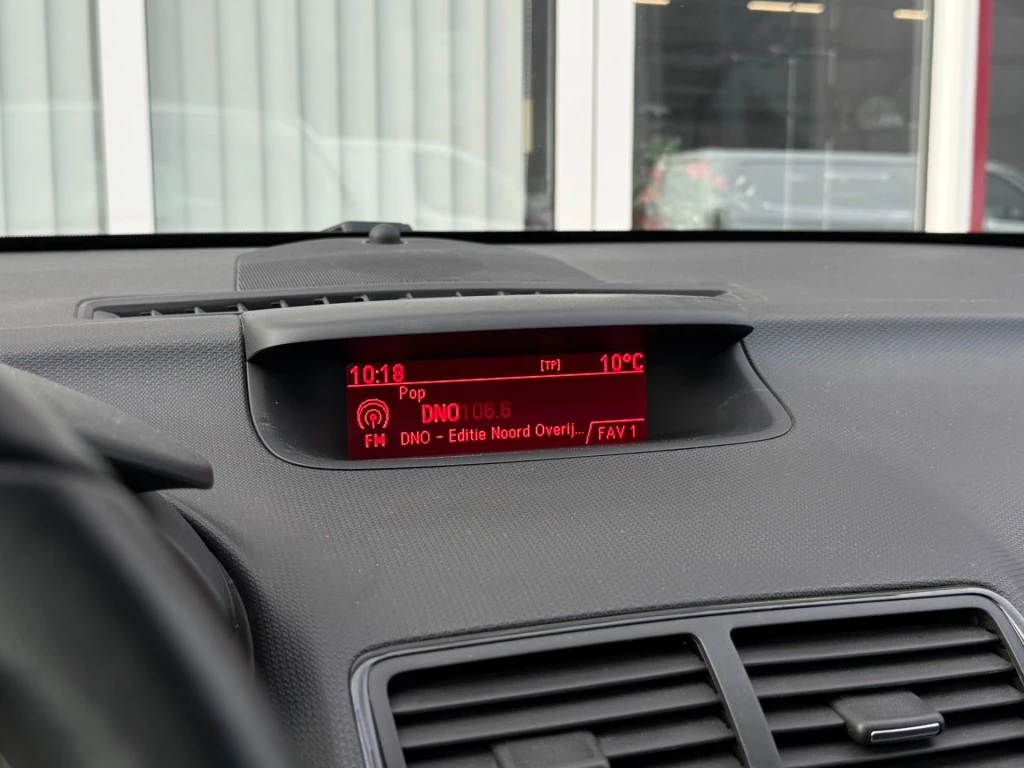 10:18 [TP] 10°C
Pop
DNO106.6
FM DNO - Editie Noord Overij... FAV 1